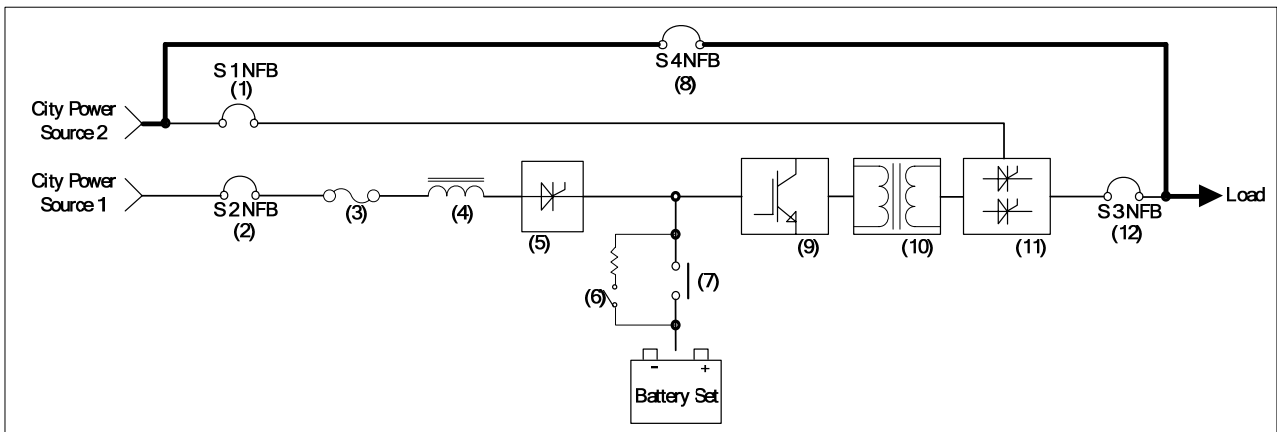 S4NFB
(8)
S1NFB
(1)
City Power
Source 2
City Power
Source 1
S2NFB
(2)
(3)
(4)
(5)
(6)
(7)
(9)
(10)
(11)
S3NFB
(12)
Load
- +
Battery Set